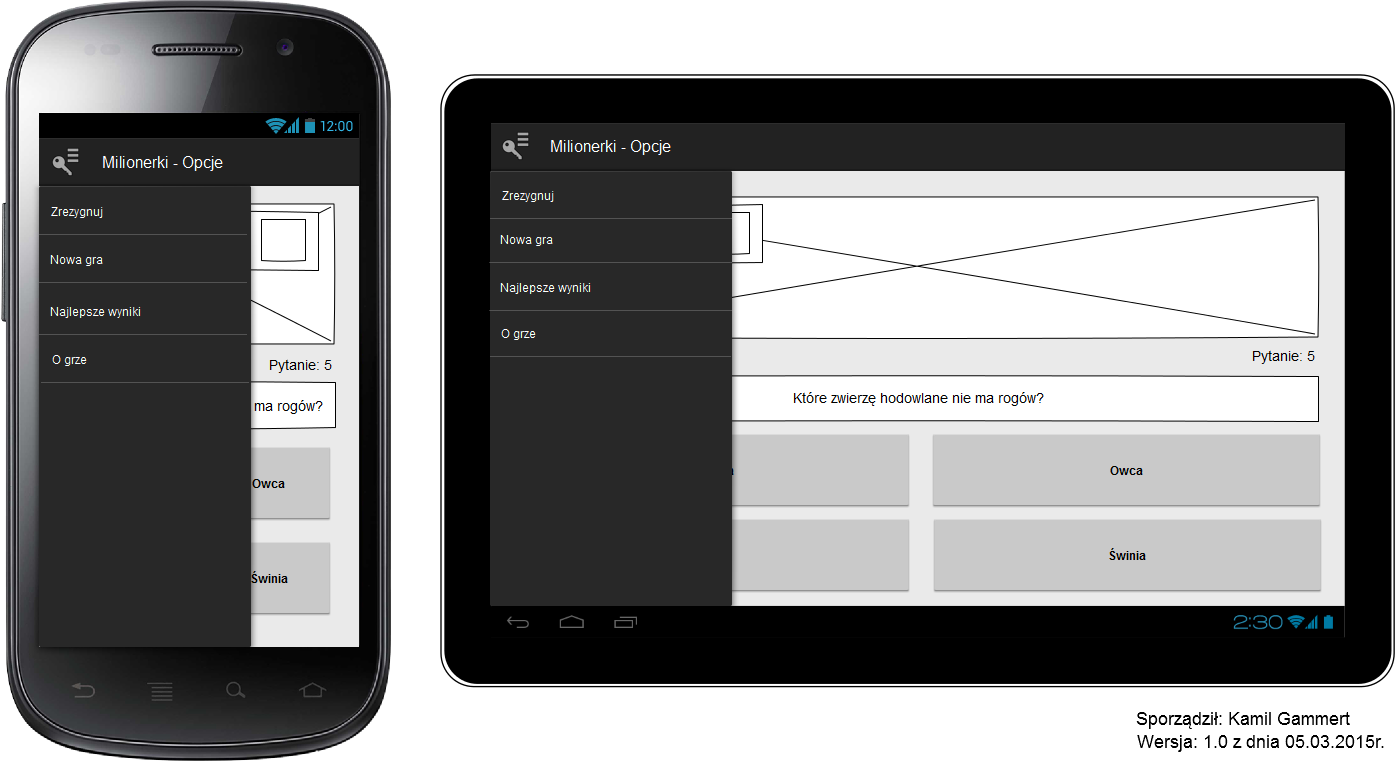 12:00
Milionerki - Opcje
Zrezygnuj
Nowa gra
Najlepsze wyniki
O grze
Pytanie: 5
ma rogów?
Owca
Świnia
Milionerki - Opcje
Zrezygnuj
Nowa gra
Najlepsze wyniki
O grze
Pytanie: 5
Które zwierzę hodowlane nie ma rogów?
Owca
Świnia
2:30
Sporządził: Kamil Gammert
Wersja: 1.0 z dnia 05.03.2015r.